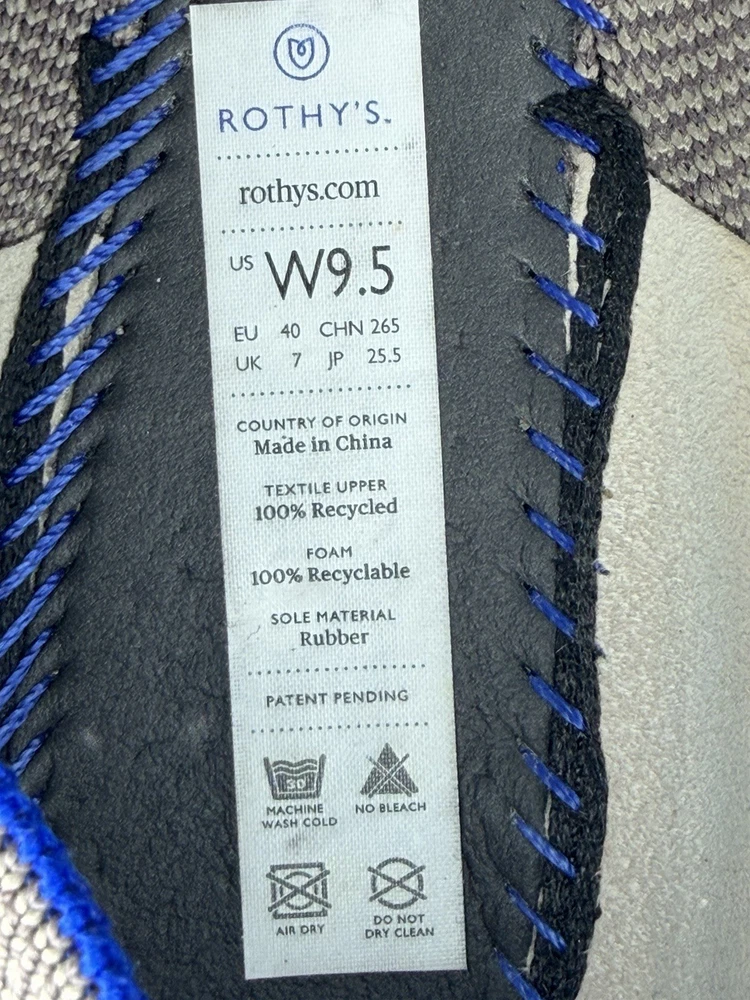 ROTHY'S
rothys.com
US W9.5
EU 40 CHN 265
UK 7 JP 25.5
COUNTRY OF ORIGIN
Made in China
TEXTILE UPPER
100% Recycled
FOAM
100% Recyclable
SOLE MATERIAL
Rubber
PATENT PENDING
30°
MACHINE
WASH COLD
NO BLEACH
AIR DRY
DO NOT
DRY CLEAN